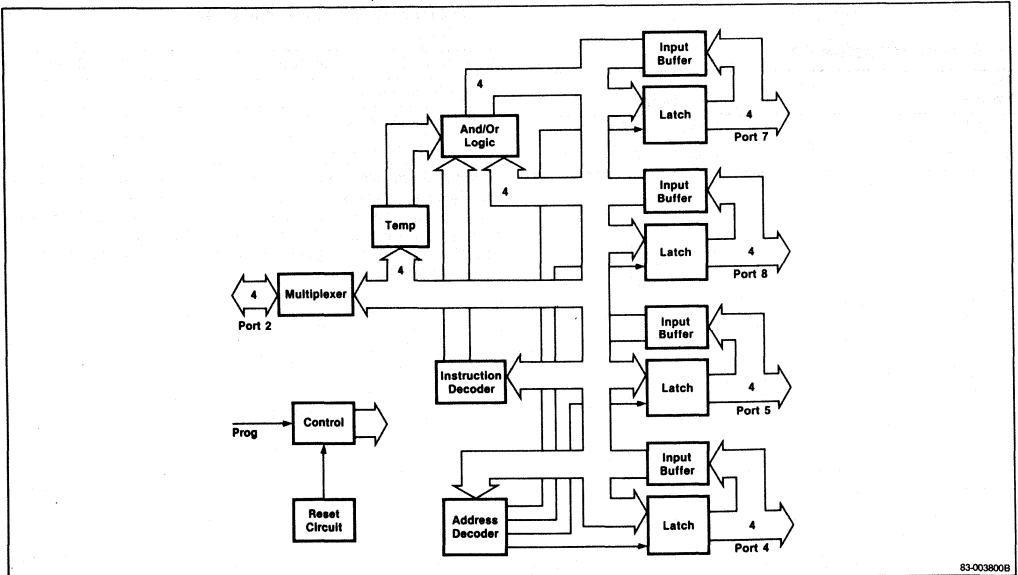 Input
Buffer
4
Latch
4
Port 7
And/Or
Logic
Input
Buffer
4
Temp
Latch
4
Port 8
4
4
Multiplexer
Port 2
Input
Buffer
Instruction
Decoder
Latch
4
Port 5
Control
Prog
Input
Buffer
Reset
Circuit
Address
Decoder
Latch
4
Port 4
83-003800B